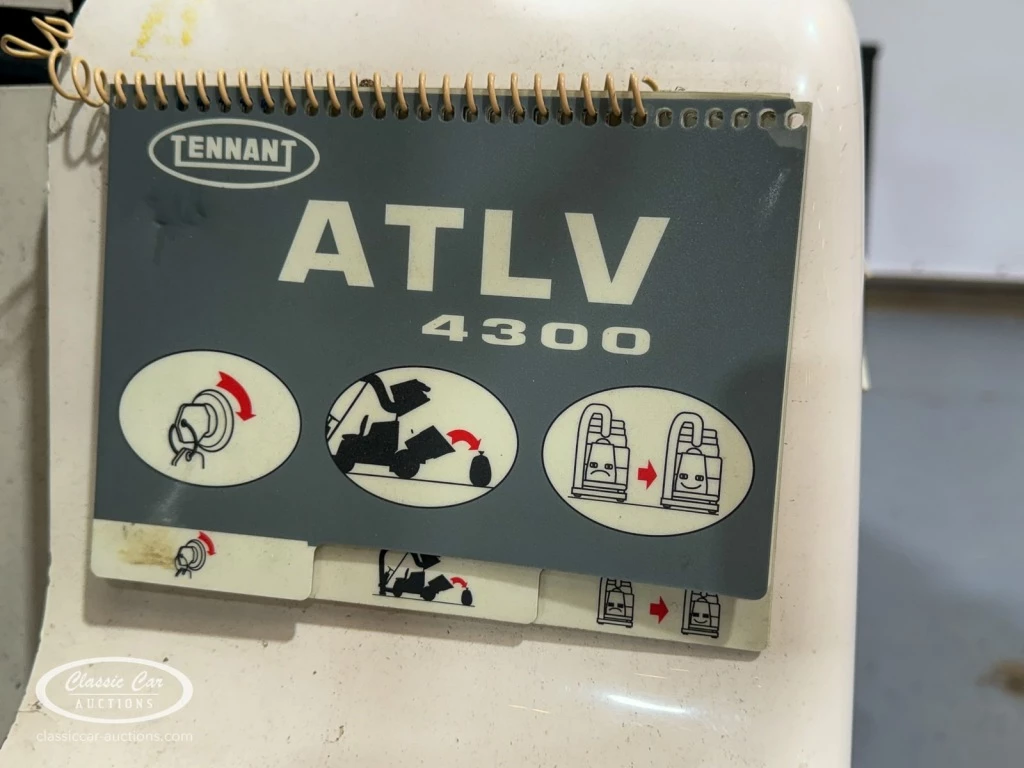 TENNANT
ATLV
4300
Classic Car
AUCTIONS
classiccar-auctions.com